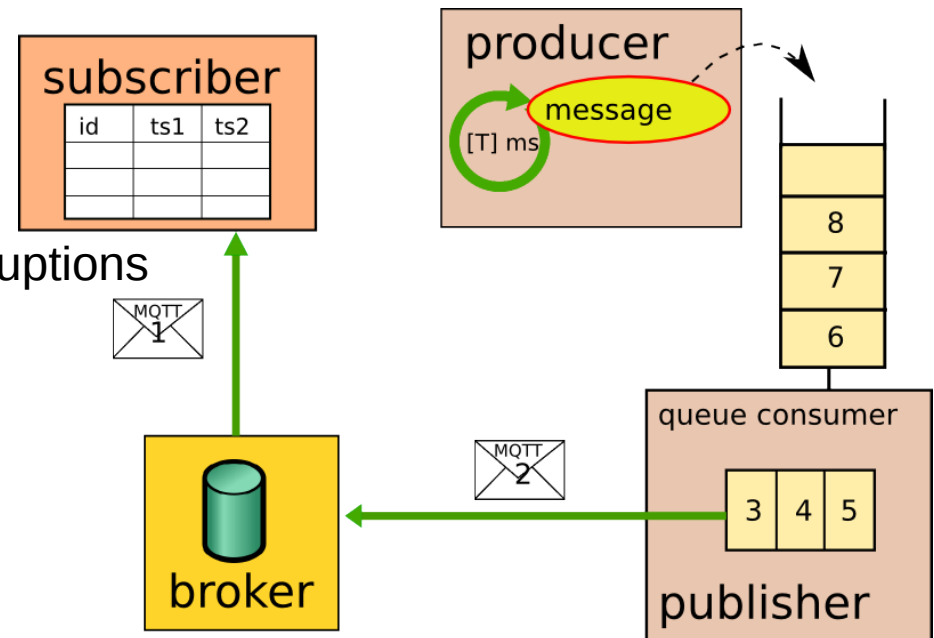 producer
message
[T] ms
subscriber
id ts1 ts2
8
7
6
uptions
MQTT
1
queue consumer
MQTT
2
3 4 5
broker
publisher